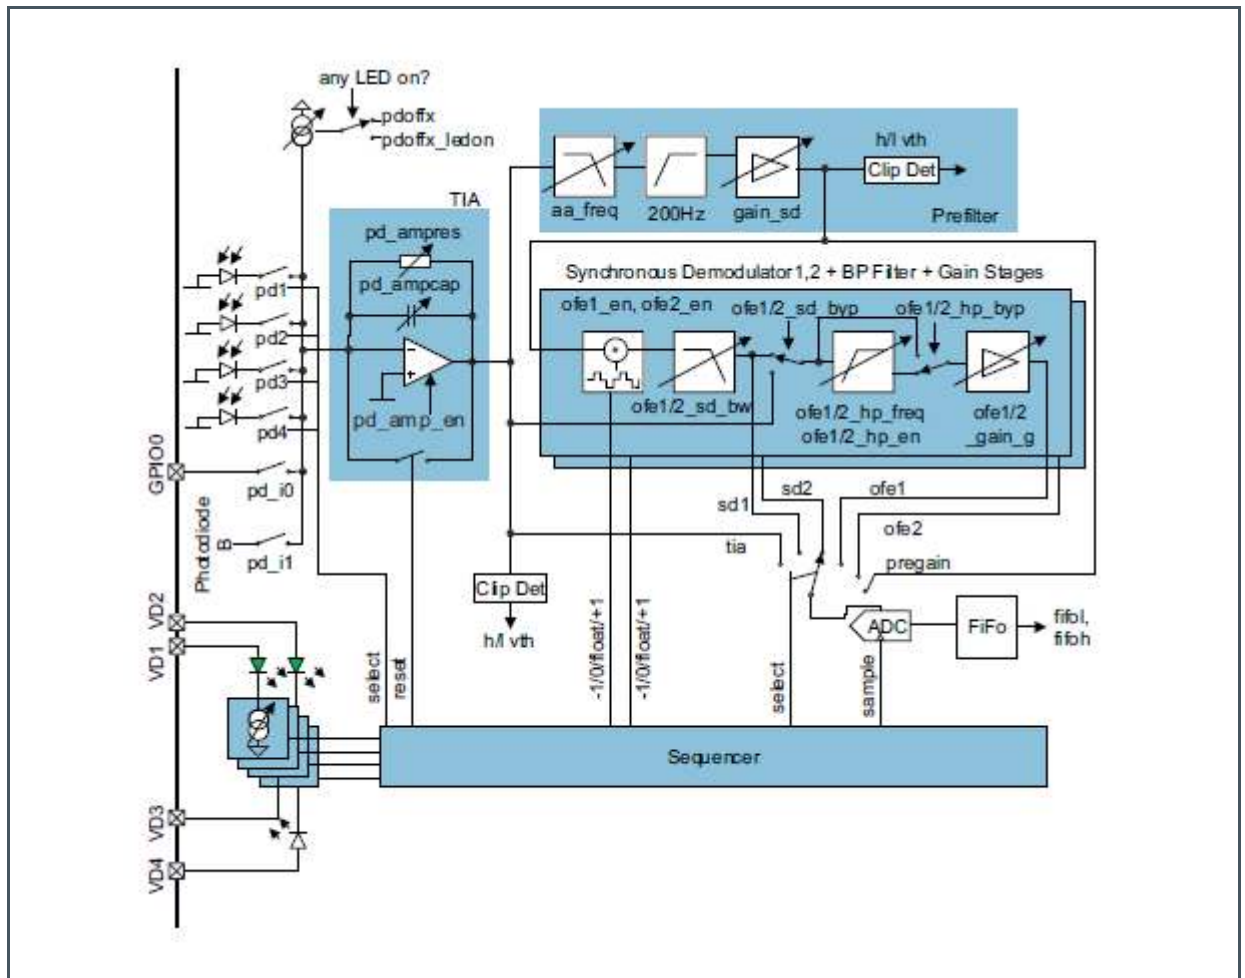 any LED on?
pdoffx
pdoffx_ledon
h/l vth
Clip Det
aa_freq
200Hz
gain_sd
Prefilter
TIA
pd_ampres
pd_ampcap
pd_amp_en
Synchronous Demodulator1,2 + BP Filter + Gain Stages
ofe1_en, ofe2_en
ofe1/2_sd_byp
ofe1/2_hp_byp
ofe1/2_sd_bw
ofe1/2_hp_freq
ofe1/2_hp_en
ofe1/2
_gain_g
pd1
pd2
pd3
pd4
GPIO0
pd_i0
Photodiode
B
pd_i1
sd2
sd1
ofe1
ofe2
tia
pregain
Clip Det
h/l vth
ADC
FiFo
fifol,
fifoh
VD2
VD1
select
reset
-1/0/float/+1
-1/0/float/+1
select
sample
Sequencer
VD3
VD4